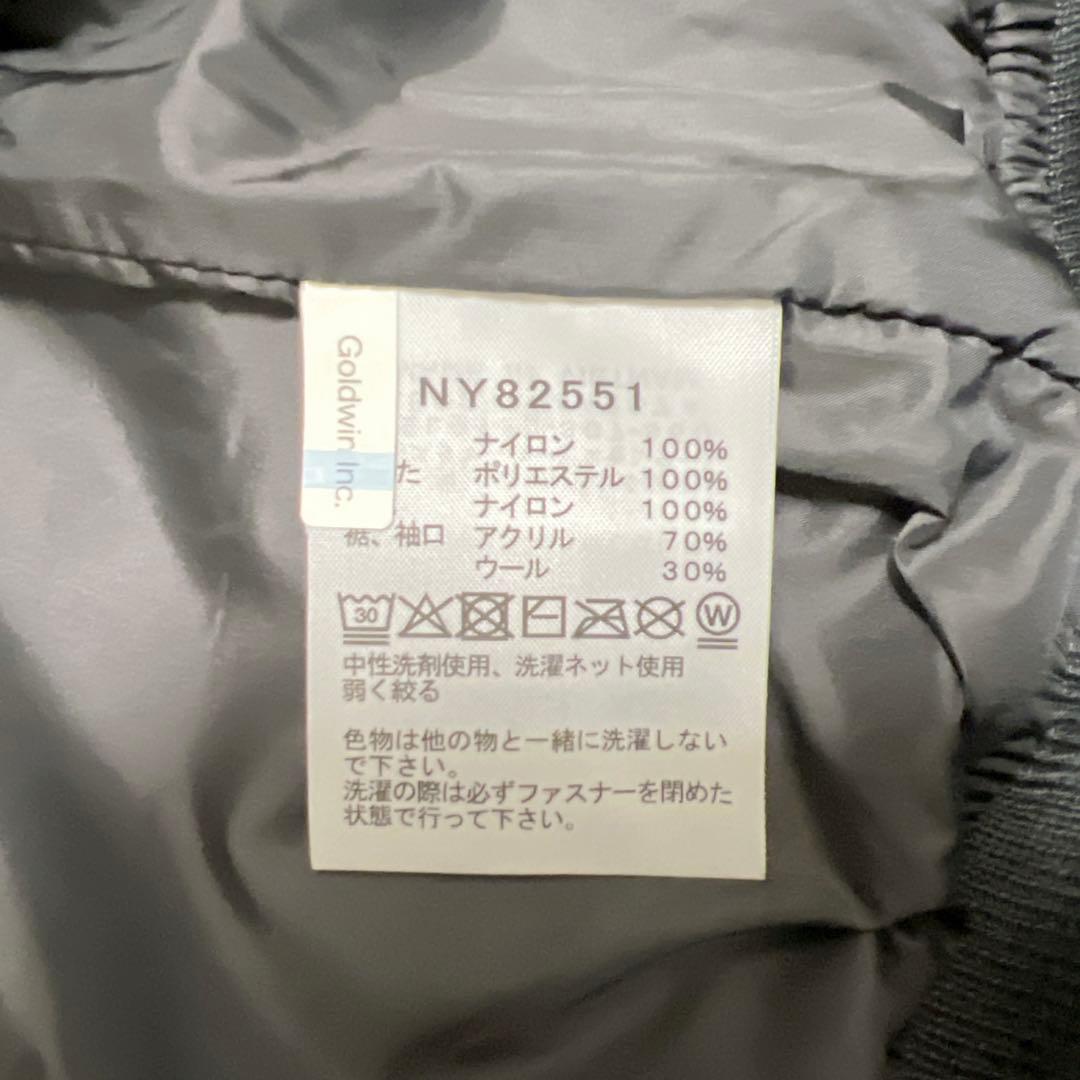 Goldwin Inc.
NY82551
ナイロン 100%
た ポリエステル 100%
ナイロン 100%
裾、袖口 アクリル 70%
ウール 30%
30 W
中性洗剤使用、洗濯ネット使用
弱く絞る
色物は他の物と一緒に洗濯しない
で下さい。
洗濯の際は必ずファスナーを閉めた
状態で行って下さい。